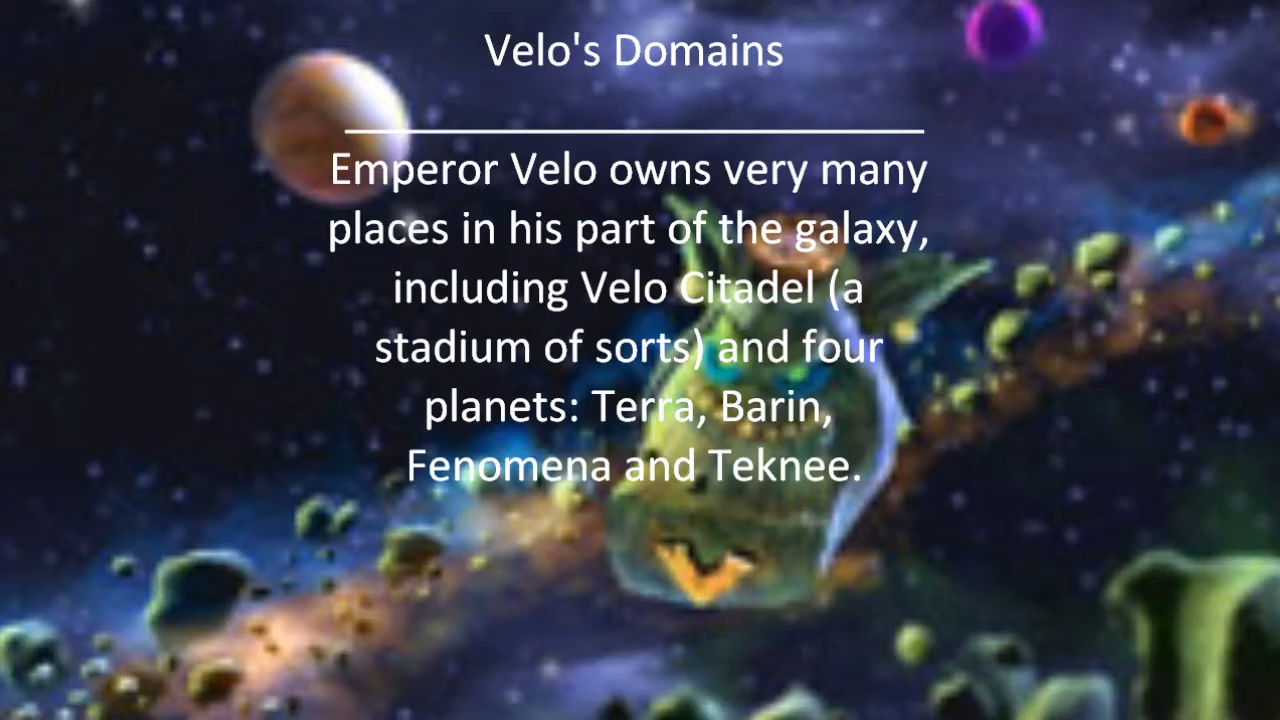 Velo's Domains
Emperor Velo owns very many
places in his part of the galaxy,
including Velo Citadel (a
stadium of sorts) and four
planets: Terra, Barin,
Fenomena and Teknee.